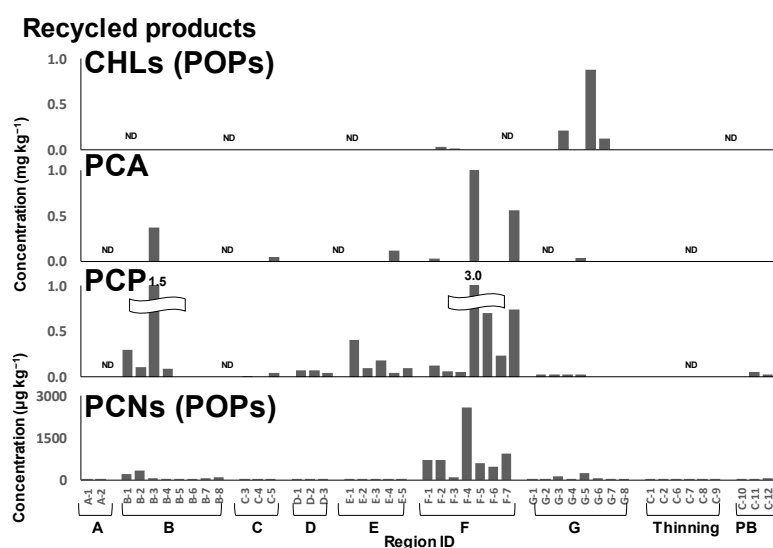 Recycled products
CHLs (POPs)
1.0
0.5
0.0
ND ND ND ND ND
PCA
1.0
0.5
0.0
ND ND ND ND ND
PCP
1.5
3.0
1.0
0.5
0.0
ND ND ND
PCNs (POPs)
3000
1500
0
Concentration (mg kg⁻¹)
Concentration (µg kg⁻¹)
A-1 A-2 B-1 B-2 B-3 B-4 B-5 B-6 B-7 B-8 C-3 C-4 C-5 D-1 D-2 D-3 E-1 E-2 E-3 E-4 E-5 F-1 F-2 F-3 F-4 F-5 F-6 F-7 G-1 G-2 G-3 G-4 G-5 G-6 G-7 G-8 C-1 C-2 C-6 C-7 C-8 C-9 C-10 C-11 C-12
A B C D E F G Thinning PB
Region ID